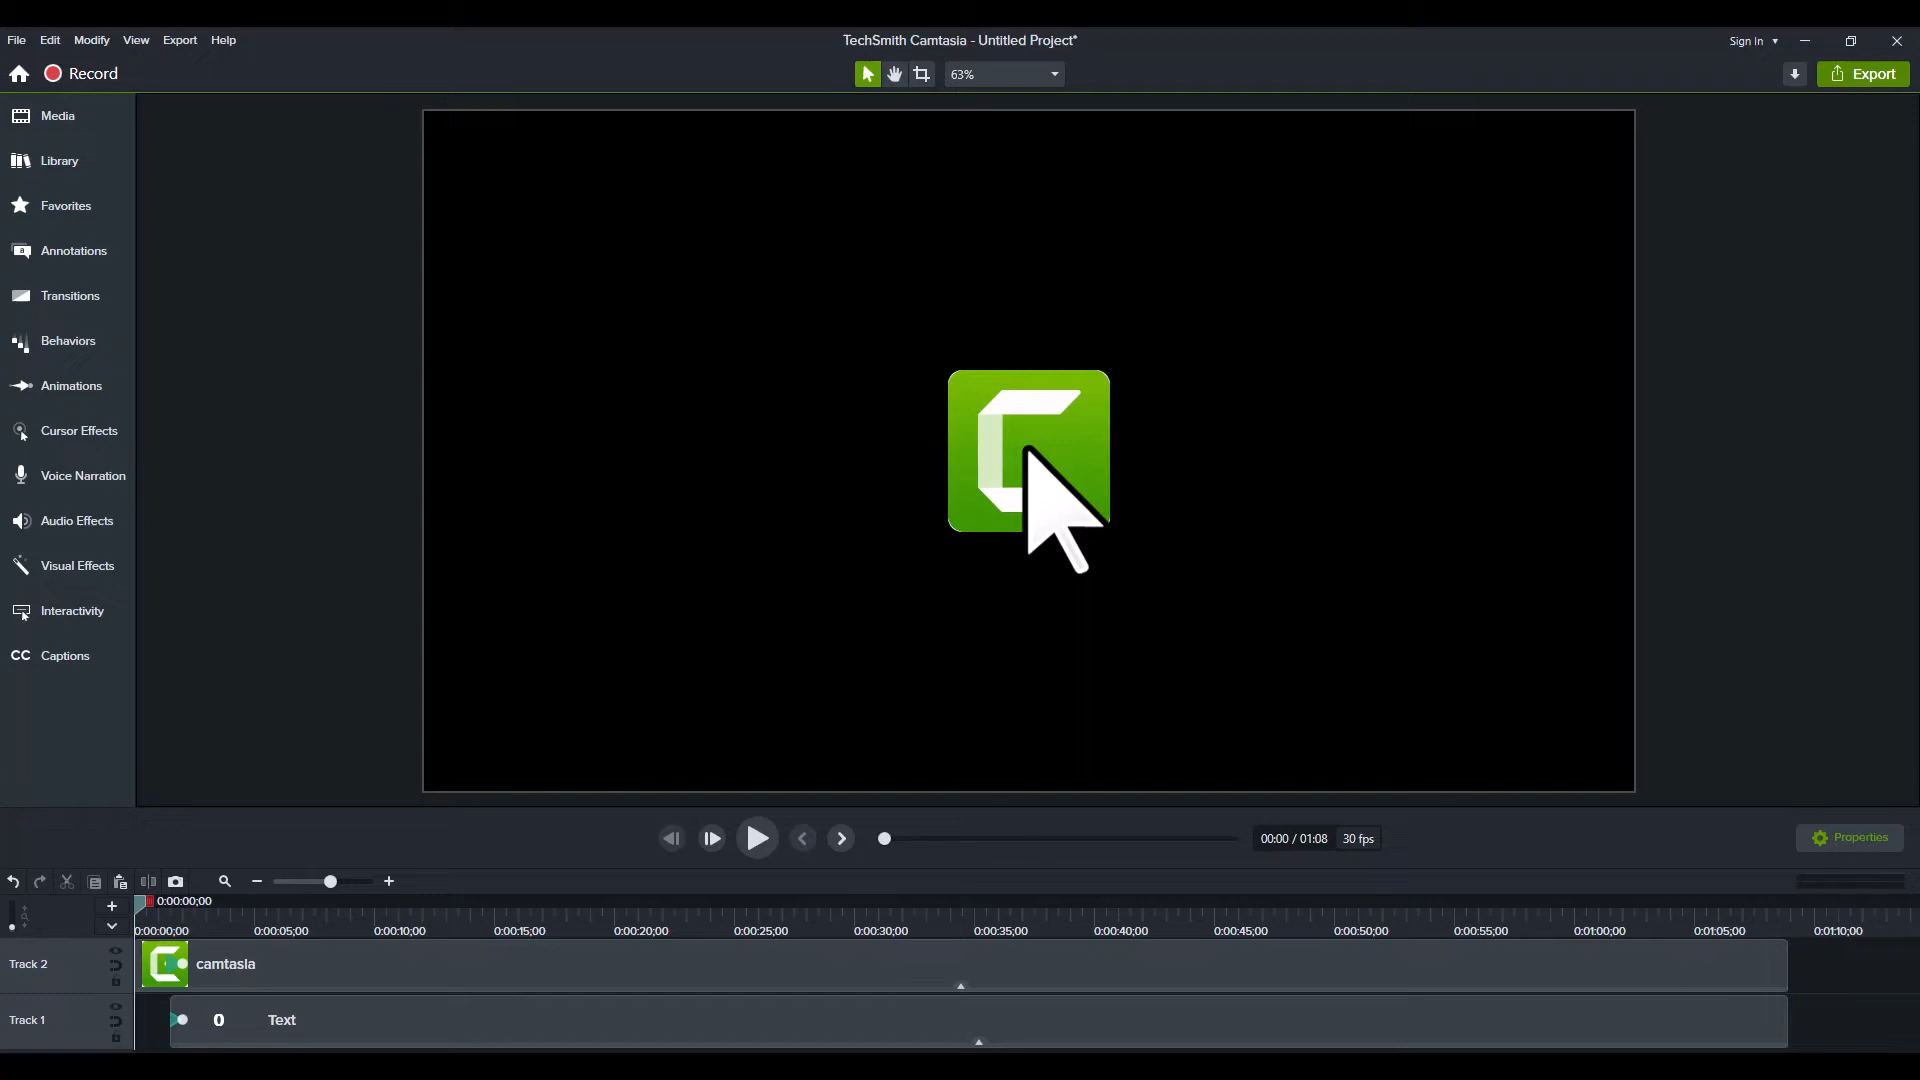 File Edit Modify View Export Help
TechSmith Camtasia - Untitled Project*
Sign In
Record
63%
Export
Media
Library
Favorites
a Annotations
Transitions
Behaviors
Animations
Cursor Effects
Voice Narration
Audio Effects
Visual Effects
Interactivity
CC Captions
00:00 / 01:08 30 fps
Properties
0:00:00;00
0:00:00;00 0:00:05;00 0:00:10;00 0:00:15;00 0:00:20;00 0:00:25;00 0:00:30;00 0:00:35;00 0:00:40;00 0:00:45;00 0:00:50;00 0:00:55;00 0:01:00;00 0:01:05;00 0:01:10;00
Track 2 camtasia
Track 1 0 Text